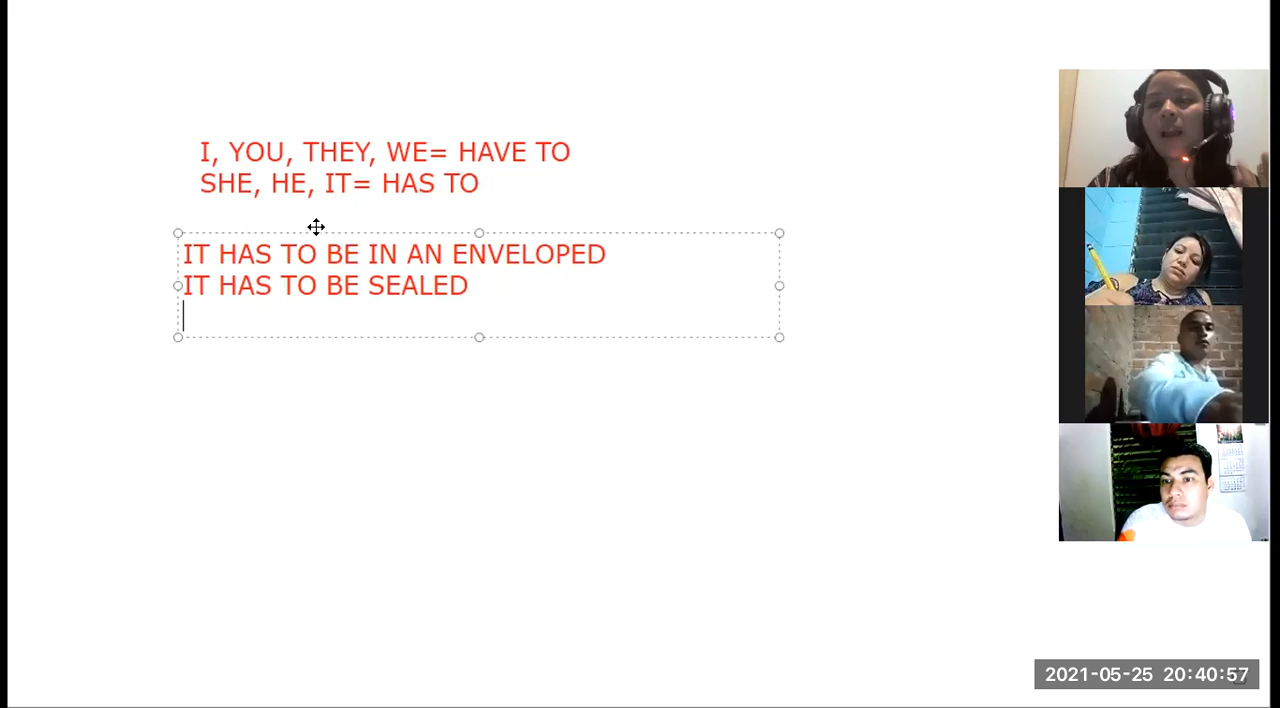 I, YOU, THEY, WE= HAVE TO
SHE, HE, IT= HAS TO
IT HAS TO BE IN AN ENVELOPED
IT HAS TO BE SEALED
2021-05-25 20:40:57